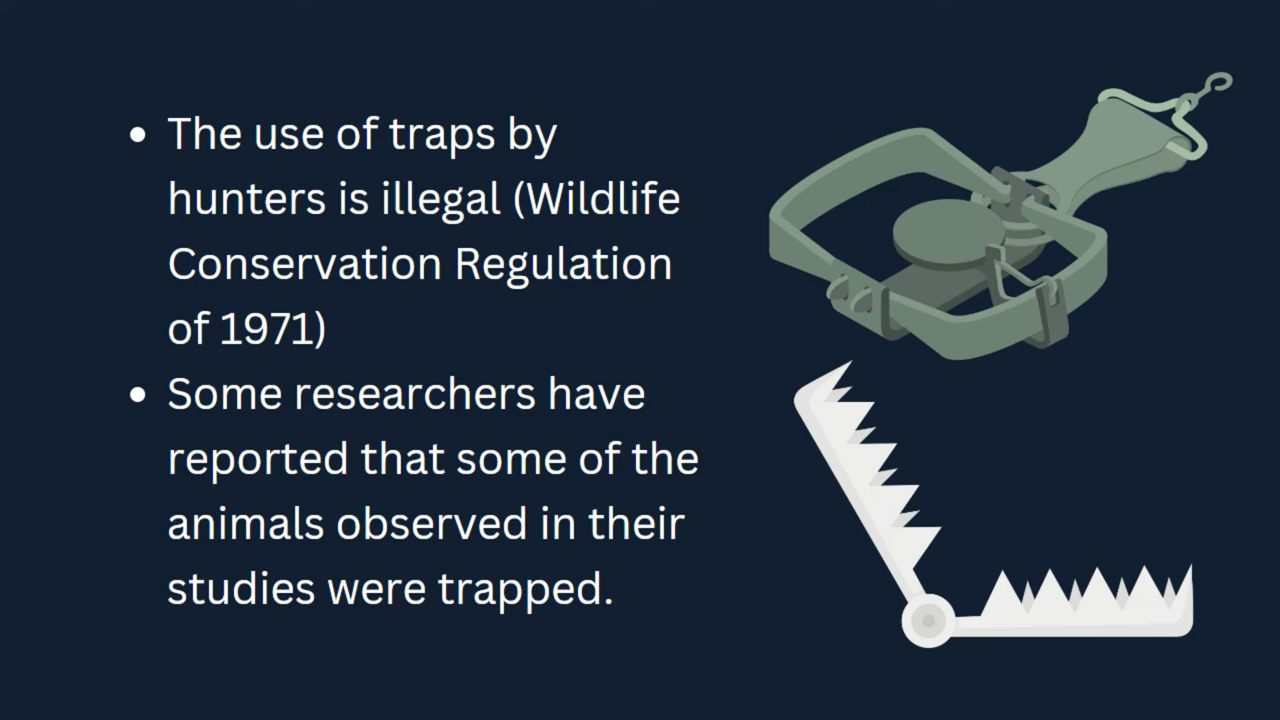 • The use of traps by
hunters is illegal (Wildlife
Conservation Regulation
of 1971)
• Some researchers have
reported that some of the
animals observed in their
studies were trapped.